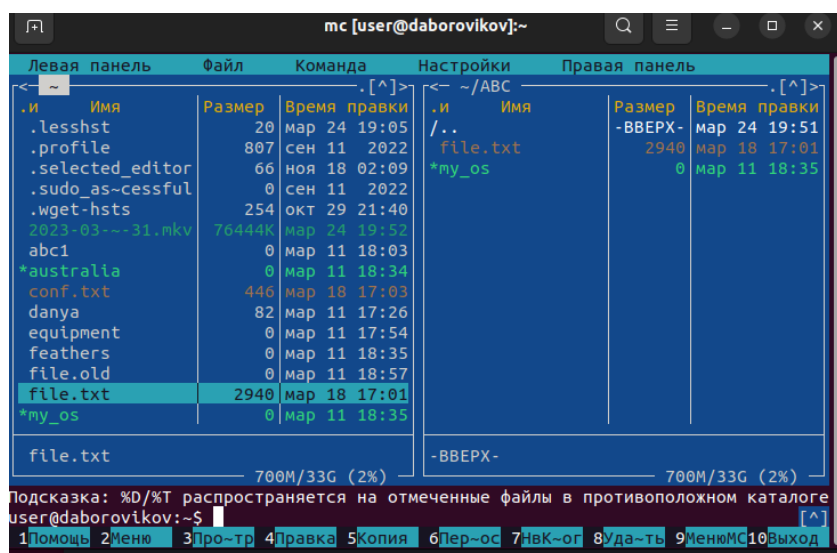 mc [user@daborovikov]:~
Левая панель Файл Команда Настройки Правая панель
<— ~ .[^]> <— ~/ABC .[^]>
.и Имя Размер Время правки .и Имя Размер Время правки
.lesshst 20 мар 24 19:05 /.. -ВВЕРХ- мар 24 19:51
.profile 807 сен 11 2022 file.txt 2940 мар 18 17:01
.selected_editor 66 ноя 18 02:09 *my_os 0 мар 11 18:35
.sudo_as~cessful 0 сен 11 2022
.wget-hsts 254 окт 29 21:40
2023-03-~-31.mkv 76444K мар 24 19:52
abc1 0 мар 11 18:03
*australia 0 мар 11 18:34
conf.txt 446 мар 18 17:03
danya 82 мар 11 17:26
equipment 0 мар 11 17:54
feathers 0 мар 11 18:35
file.old 0 мар 11 18:57
file.txt 2940 мар 18 17:01
*my_os 0 мар 11 18:35
file.txt -ВВЕРХ-
700M/33G (2%) 700M/33G (2%)
Подсказка: %D/%T распространяется на отмеченные файлы в противоположном каталоге
user@daborovikov:~$ [^]
1Помощь 2Меню 3Про~тр 4Правка 5Копия 6Пер~ос 7НвК~ог 8Уда~ть 9МенюМС 10Выход